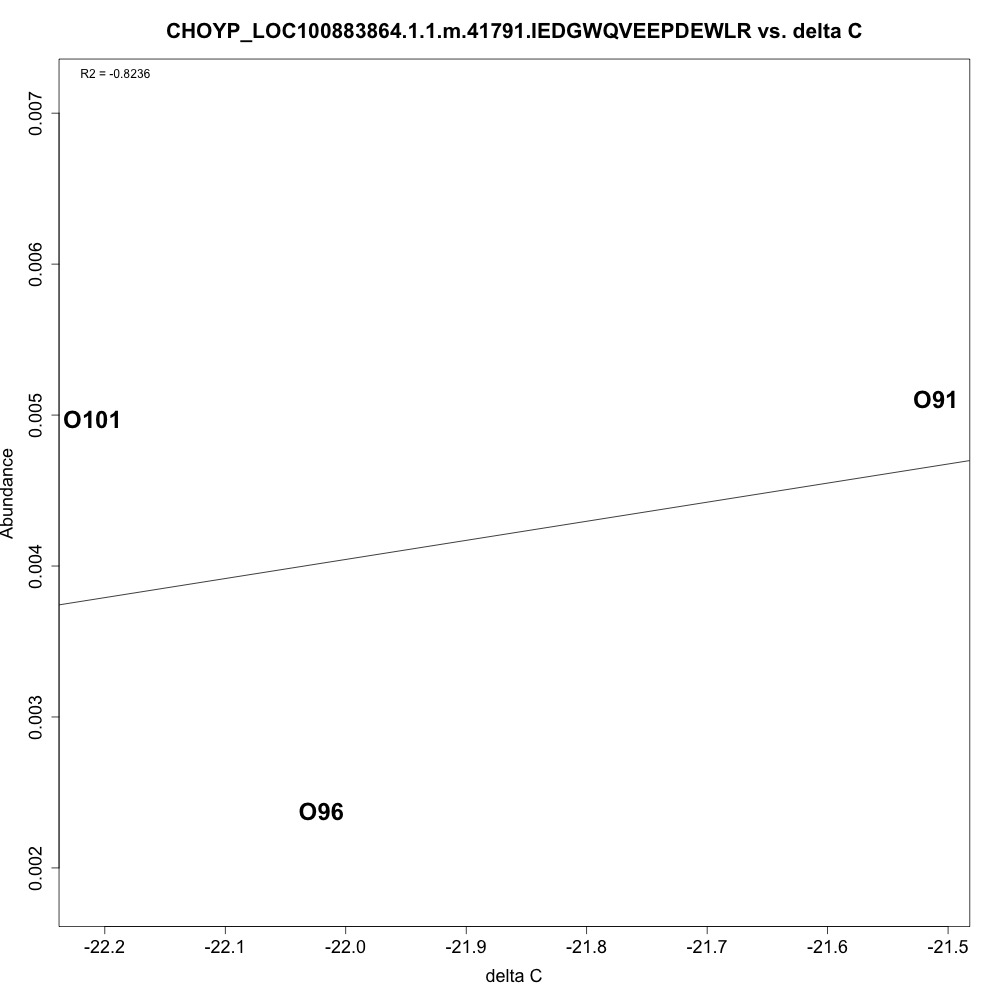 CHOYP_LOC100883864.1.1.m.41791.IEDGWQVEEPDEWLR vs. delta C
R2 = -0.8236
0.007
0.006
0.005
0.004
0.003
0.002
Abundance
O101
O91
O96
-22.2 -22.1 -22.0 -21.9 -21.8 -21.7 -21.6 -21.5
delta C